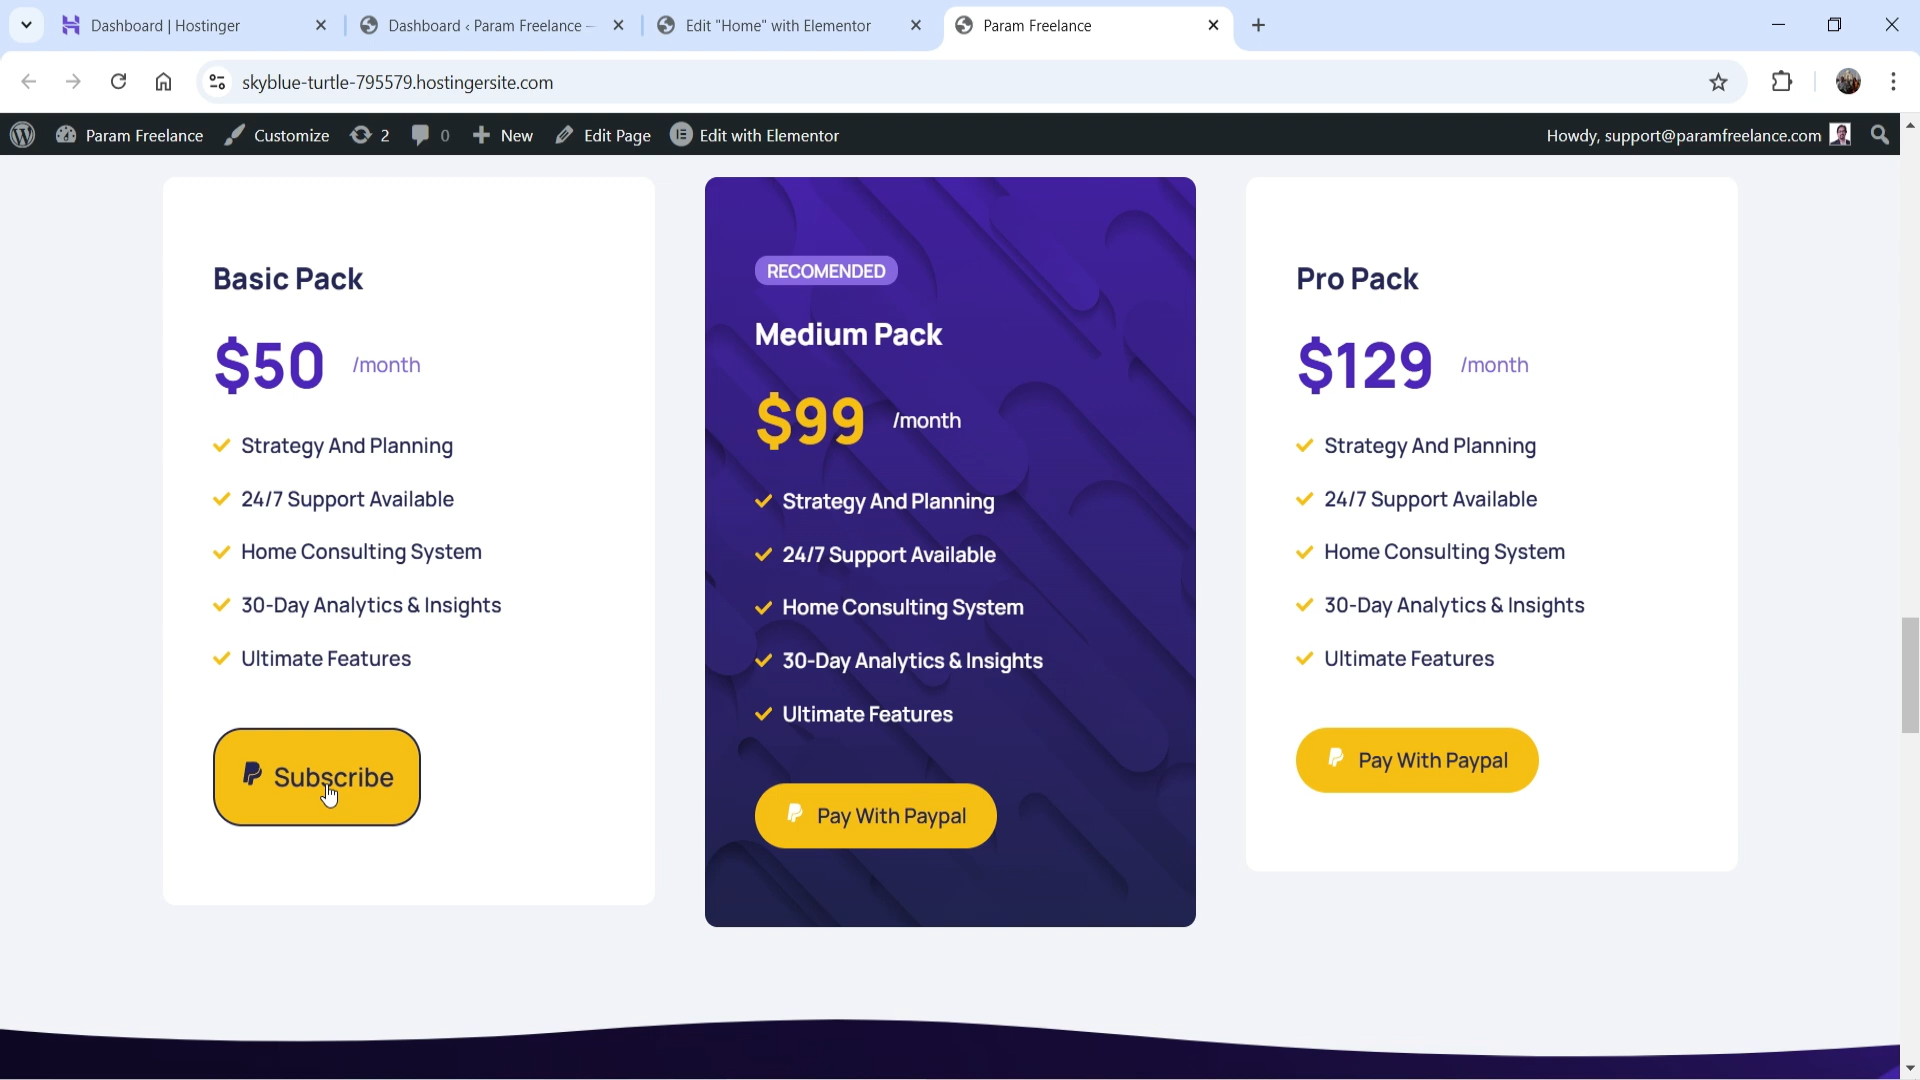 Dashboard | Hostinger
Dashboard ‹ Param Freelance –
Edit "Home" with Elementor
Param Freelance
skyblue-turtle-795579.hostingersite.com
Param Freelance
Customize
2
0
New
Edit Page
Edit with Elementor
Howdy, support@paramfreelance.com
Basic Pack
$50 /month
Strategy And Planning
24/7 Support Available
Home Consulting System
30-Day Analytics & Insights
Ultimate Features
Subscribe
RECOMENDED
Medium Pack
$99 /month
Strategy And Planning
24/7 Support Available
Home Consulting System
30-Day Analytics & Insights
Ultimate Features
Pay With Paypal
Pro Pack
$129 /month
Strategy And Planning
24/7 Support Available
Home Consulting System
30-Day Analytics & Insights
Ultimate Features
Pay With Paypal